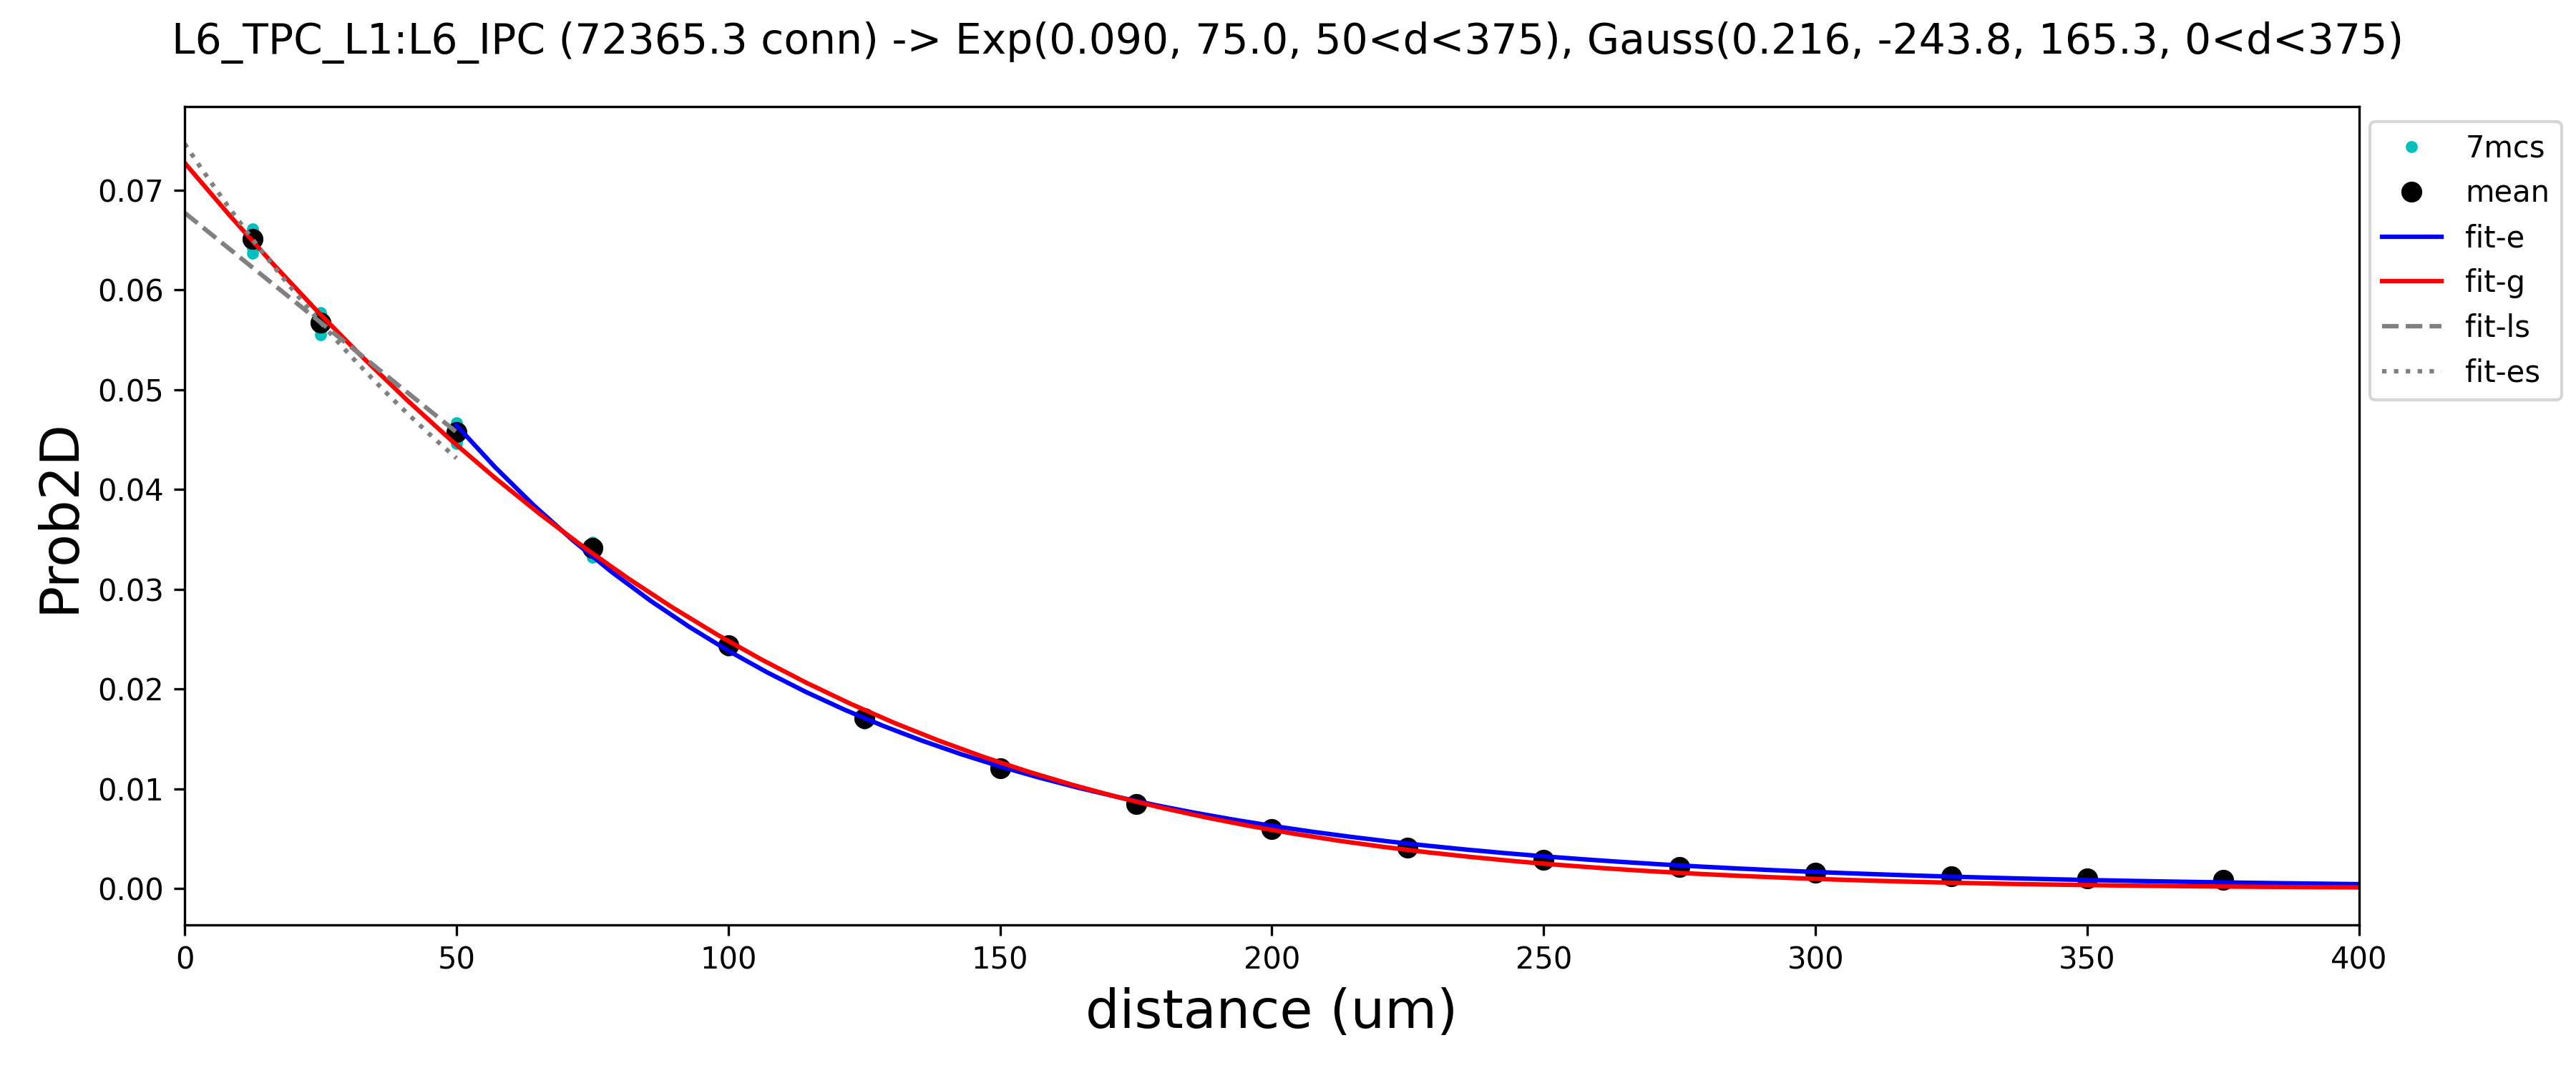 L6_TPC_L1:L6_IPC (72365.3 conn) -> Exp(0.090, 75.0, 50<d<375), Gauss(0.216, -243.8, 165.3, 0<d<375)
7mcs
mean
fit-e
fit-g
fit-ls
fit-es
Prob2D
0.07
0.06
0.05
0.04
0.03
0.02
0.01
0.00
0 50 100 150 200 250 300 350 400
distance (um)